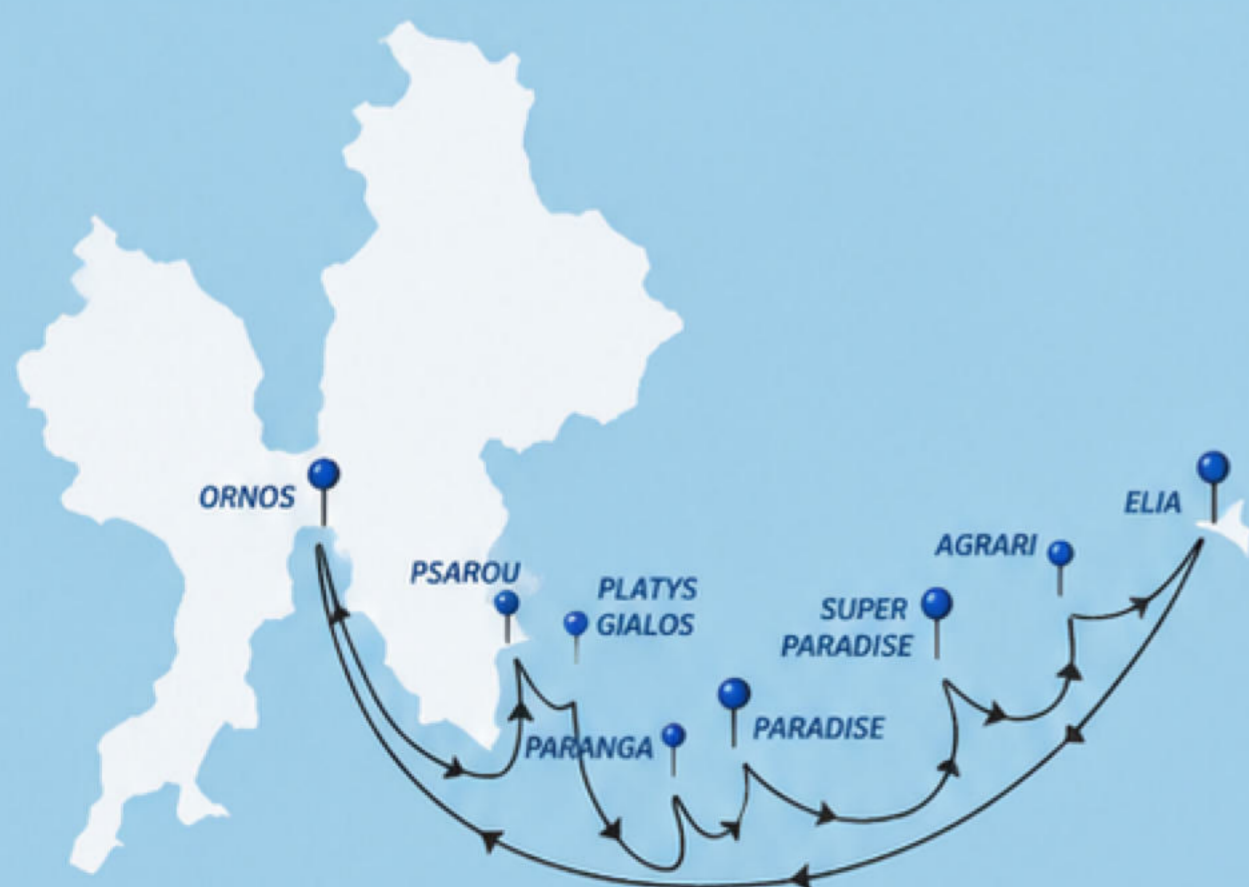 ORNOS
PSAROU
PLATYS
GIALOS
PARANGA
PARADISE
SUPER
PARADISE
AGRARI
ELIA